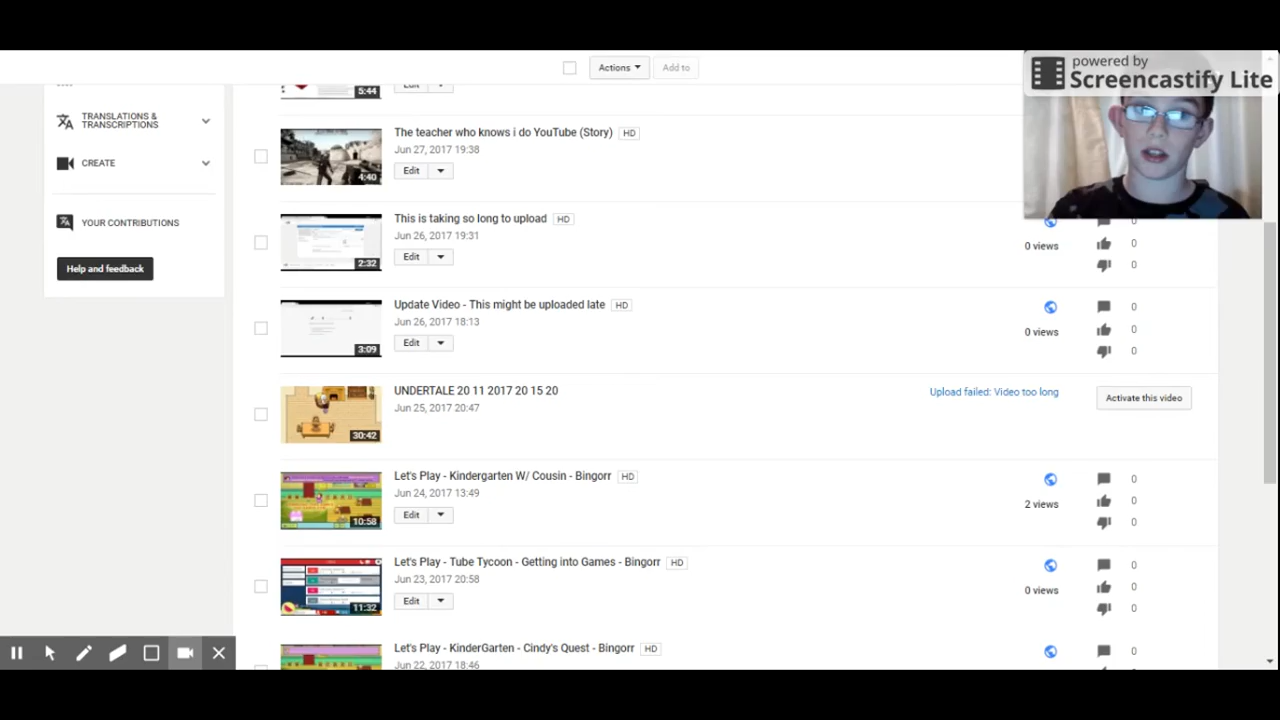 powered by
Screencastify Lite
Actions
Add to
5:44
Edit
TRANSLATIONS &
TRANSCRIPTIONS
CREATE
YOUR CONTRIBUTIONS
Help and feedback
The teacher who knows i do YouTube (Story) HD
Jun 27, 2017 19:38
Edit
4:40
This is taking so long to upload HD
Jun 26, 2017 19:31
Edit
2:32
0 views
0
0
0
Update Video - This might be uploaded late HD
Jun 26, 2017 18:13
Edit
3:09
0 views
0
0
0
UNDERTALE 20 11 2017 20 15 20
Jun 25, 2017 20:47
30:42
Upload failed: Video too long
Activate this video
Let's Play - Kindergarten W/ Cousin - Bingorr HD
Jun 24, 2017 13:49
Edit
10:58
2 views
0
0
0
Let's Play - Tube Tycoon - Getting into Games - Bingorr HD
Jun 23, 2017 20:58
Edit
11:32
0 views
0
0
0
Let's Play - KinderGarten - Cindy's Quest - Bingorr HD
Jun 22, 2017 18:46
0